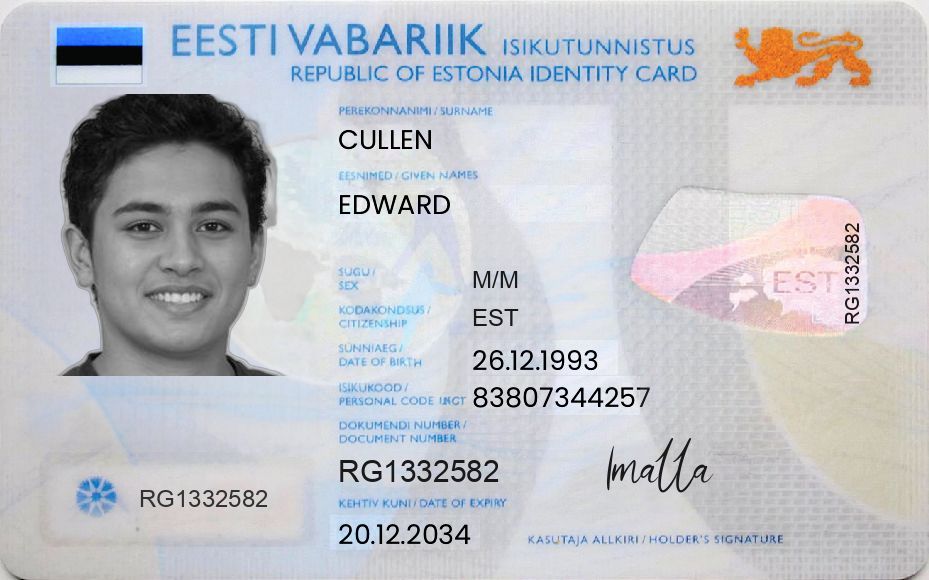 EESTI VABARIIK ISIKUTUNNISTUS
REPUBLIC OF ESTONIA IDENTITY CARD
PEREKONNANIMI / SURNAME
CULLEN
EESNIMED / GIVEN NAMES
EDWARD
SUGU /
SEX
M/M
KODAKONDSUS /
CITIZENSHIP
EST
SÜNNIAEG /
DATE OF BIRTH
26.12.1993
ISIKUKOOD /
PERSONAL CODE
83807344257
DOKUMENDI NUMBER /
DOCUMENT NUMBER
RG1332582
KEHTIV KUNI / DATE OF EXPIRY
20.12.2034
RG1332582
EST
RG1332582
Imalla
KASUTAJA ALLKIRI / HOLDER'S SIGNATURE